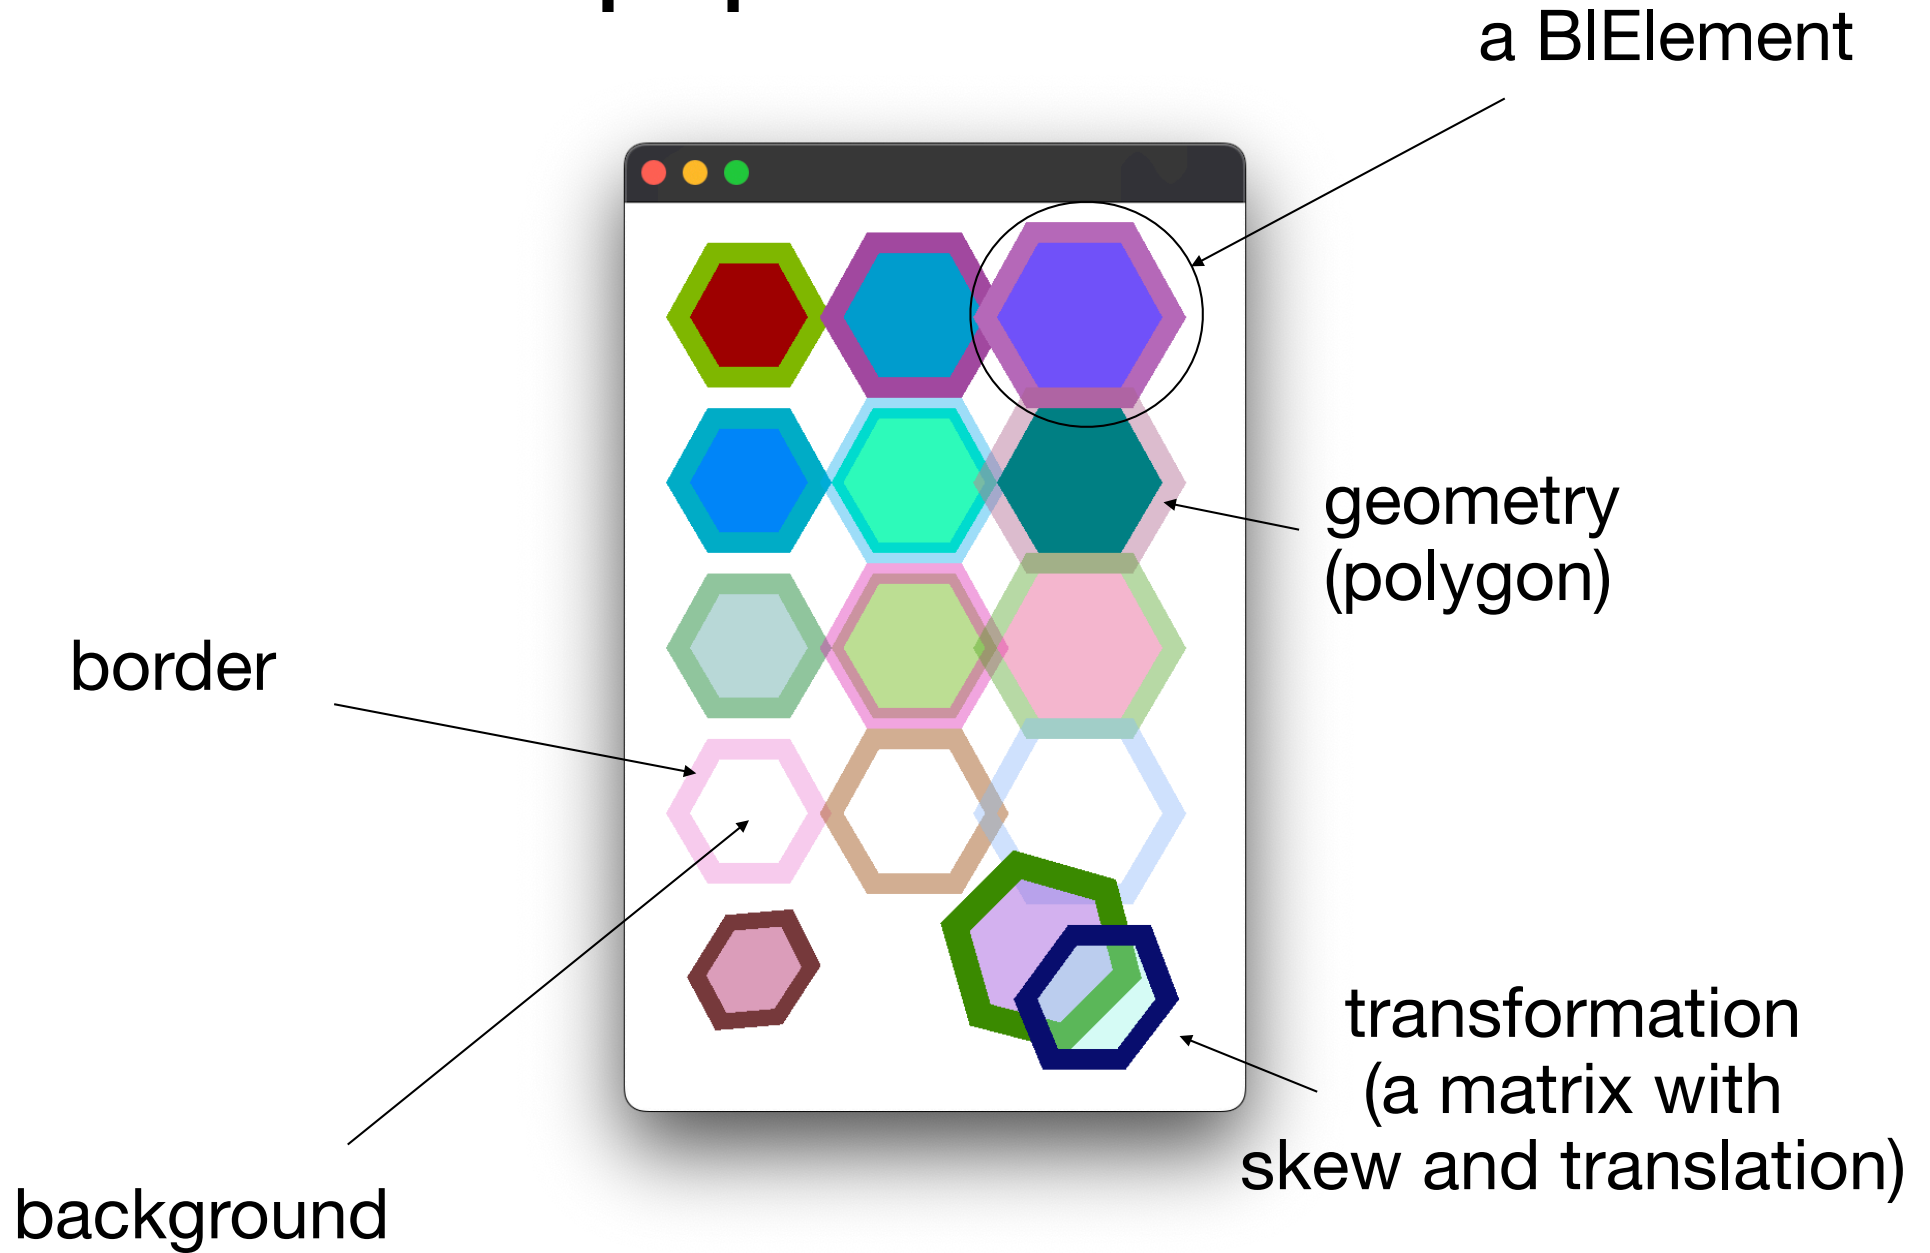 a BlElement
geometry
(polygon)
border
transformation
(a matrix with
skew and translation)
background